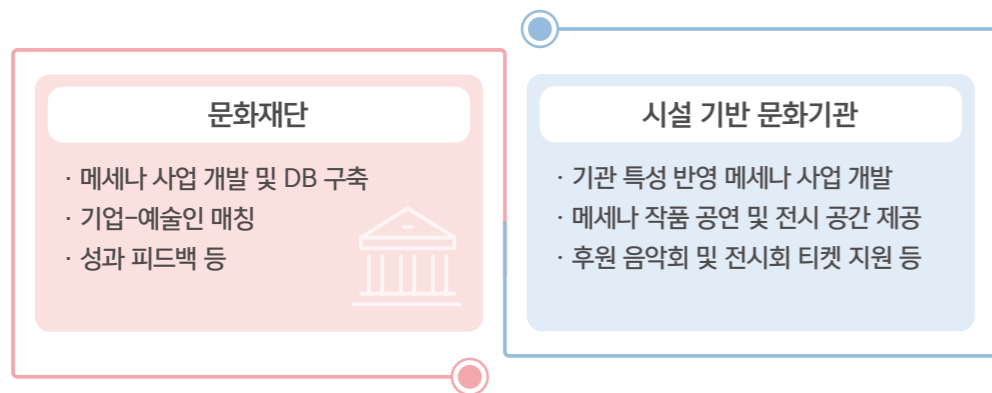 문화재단
· 메세나 사업 개발 및 DB 구축
· 기업-예술인 매칭
· 성과 피드백 등
시설 기반 문화기관
· 기관 특성 반영 메세나 사업 개발
· 메세나 작품 공연 및 전시 공간 제공
· 후원 음악회 및 전시회 티켓 지원 등